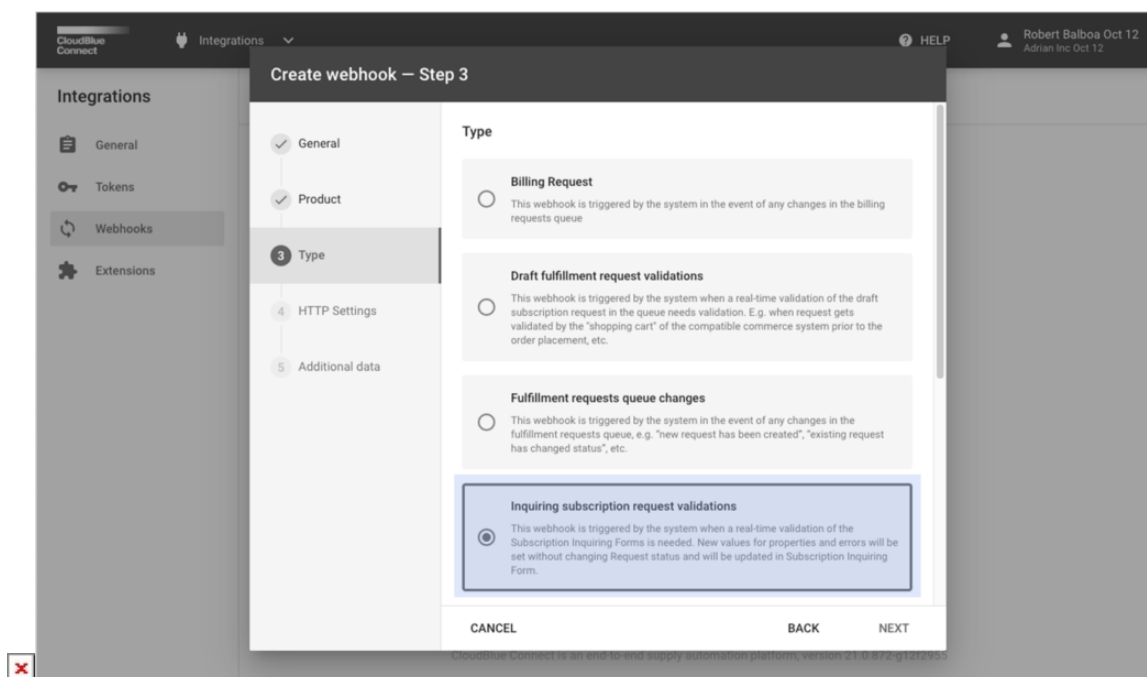 CloudBlue
Connect
Integrations
HELP
Robert Balboa Oct 12
Adrian Inc Oct 12
Integrations
General
Tokens
Webhooks
Extensions
Create webhook — Step 3
General
Product
3 Type
4 HTTP Settings
5 Additional data
Type
Billing Request
This webhook is triggered by the system in the event of any changes in the billing
requests queue
Draft fulfillment request validations
This webhook is triggered by the system when a real-time validation of the draft
subscription request in the queue needs validation. E.g. when request gets
validated by the "shopping cart" of the compatible commerce system prior to the
order placement, etc.
Fulfillment requests queue changes
This webhook is triggered by the system in the event of any changes in the
fulfillment requests queue, e.g. "new request has been created", "existing request
has changed status", etc.
Inquiring subscription request validations
This webhook is triggered by the system when a real-time validation of the
Subscription Inquiring Forms is needed. New values for properties and errors will be
set without changing Request status and will be updated in Subscription Inquiring
Form.
CANCEL
BACK
NEXT
CloudBlue Connect is an end-to-end supply automation platform, version 21.0.872-g12f2955